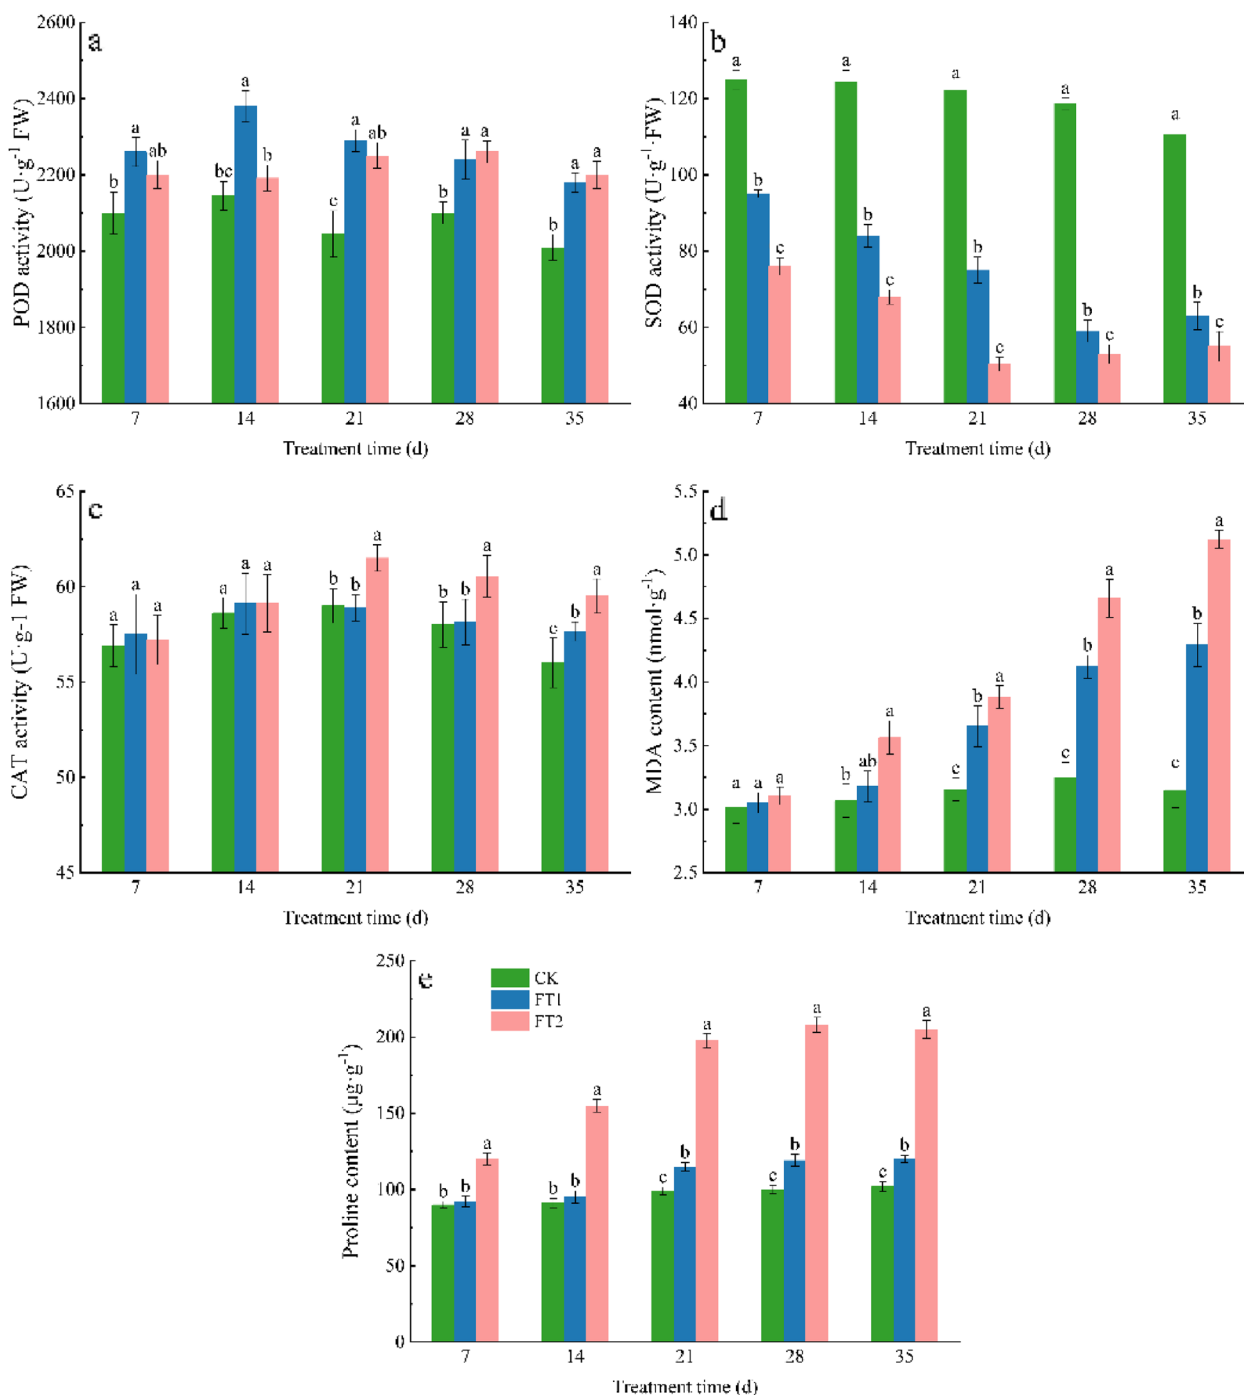 a
POD activity (U·g⁻¹ FW)
2600
2400
2200
2000
1800
1600
b a ab
bc a b
c a ab
b a a
b a a
7 14 21 28 35
Treatment time (d)
b
SOD activity (U·g⁻¹·FW)
140
120
100
80
60
40
a b c
a b c
a b c
a b c
a b c
7 14 21 28 35
Treatment time (d)
c
CAT activity (U·g-1 FW)
65
60
55
50
45
a a a
a a a
b b a
b b a
c b a
7 14 21 28 35
Treatment time (d)
d
MDA content (nmol·g⁻¹)
5.5
5.0
4.5
4.0
3.5
3.0
2.5
a a a
b ab a
c b a
c b a
c b a
7 14 21 28 35
Treatment time (d)
e
CK
FT1
FT2
Proline content (µg·g⁻¹)
250
200
150
100
50
0
b b a
b b a
c b a
c b a
c b a
7 14 21 28 35
Treatment time (d)